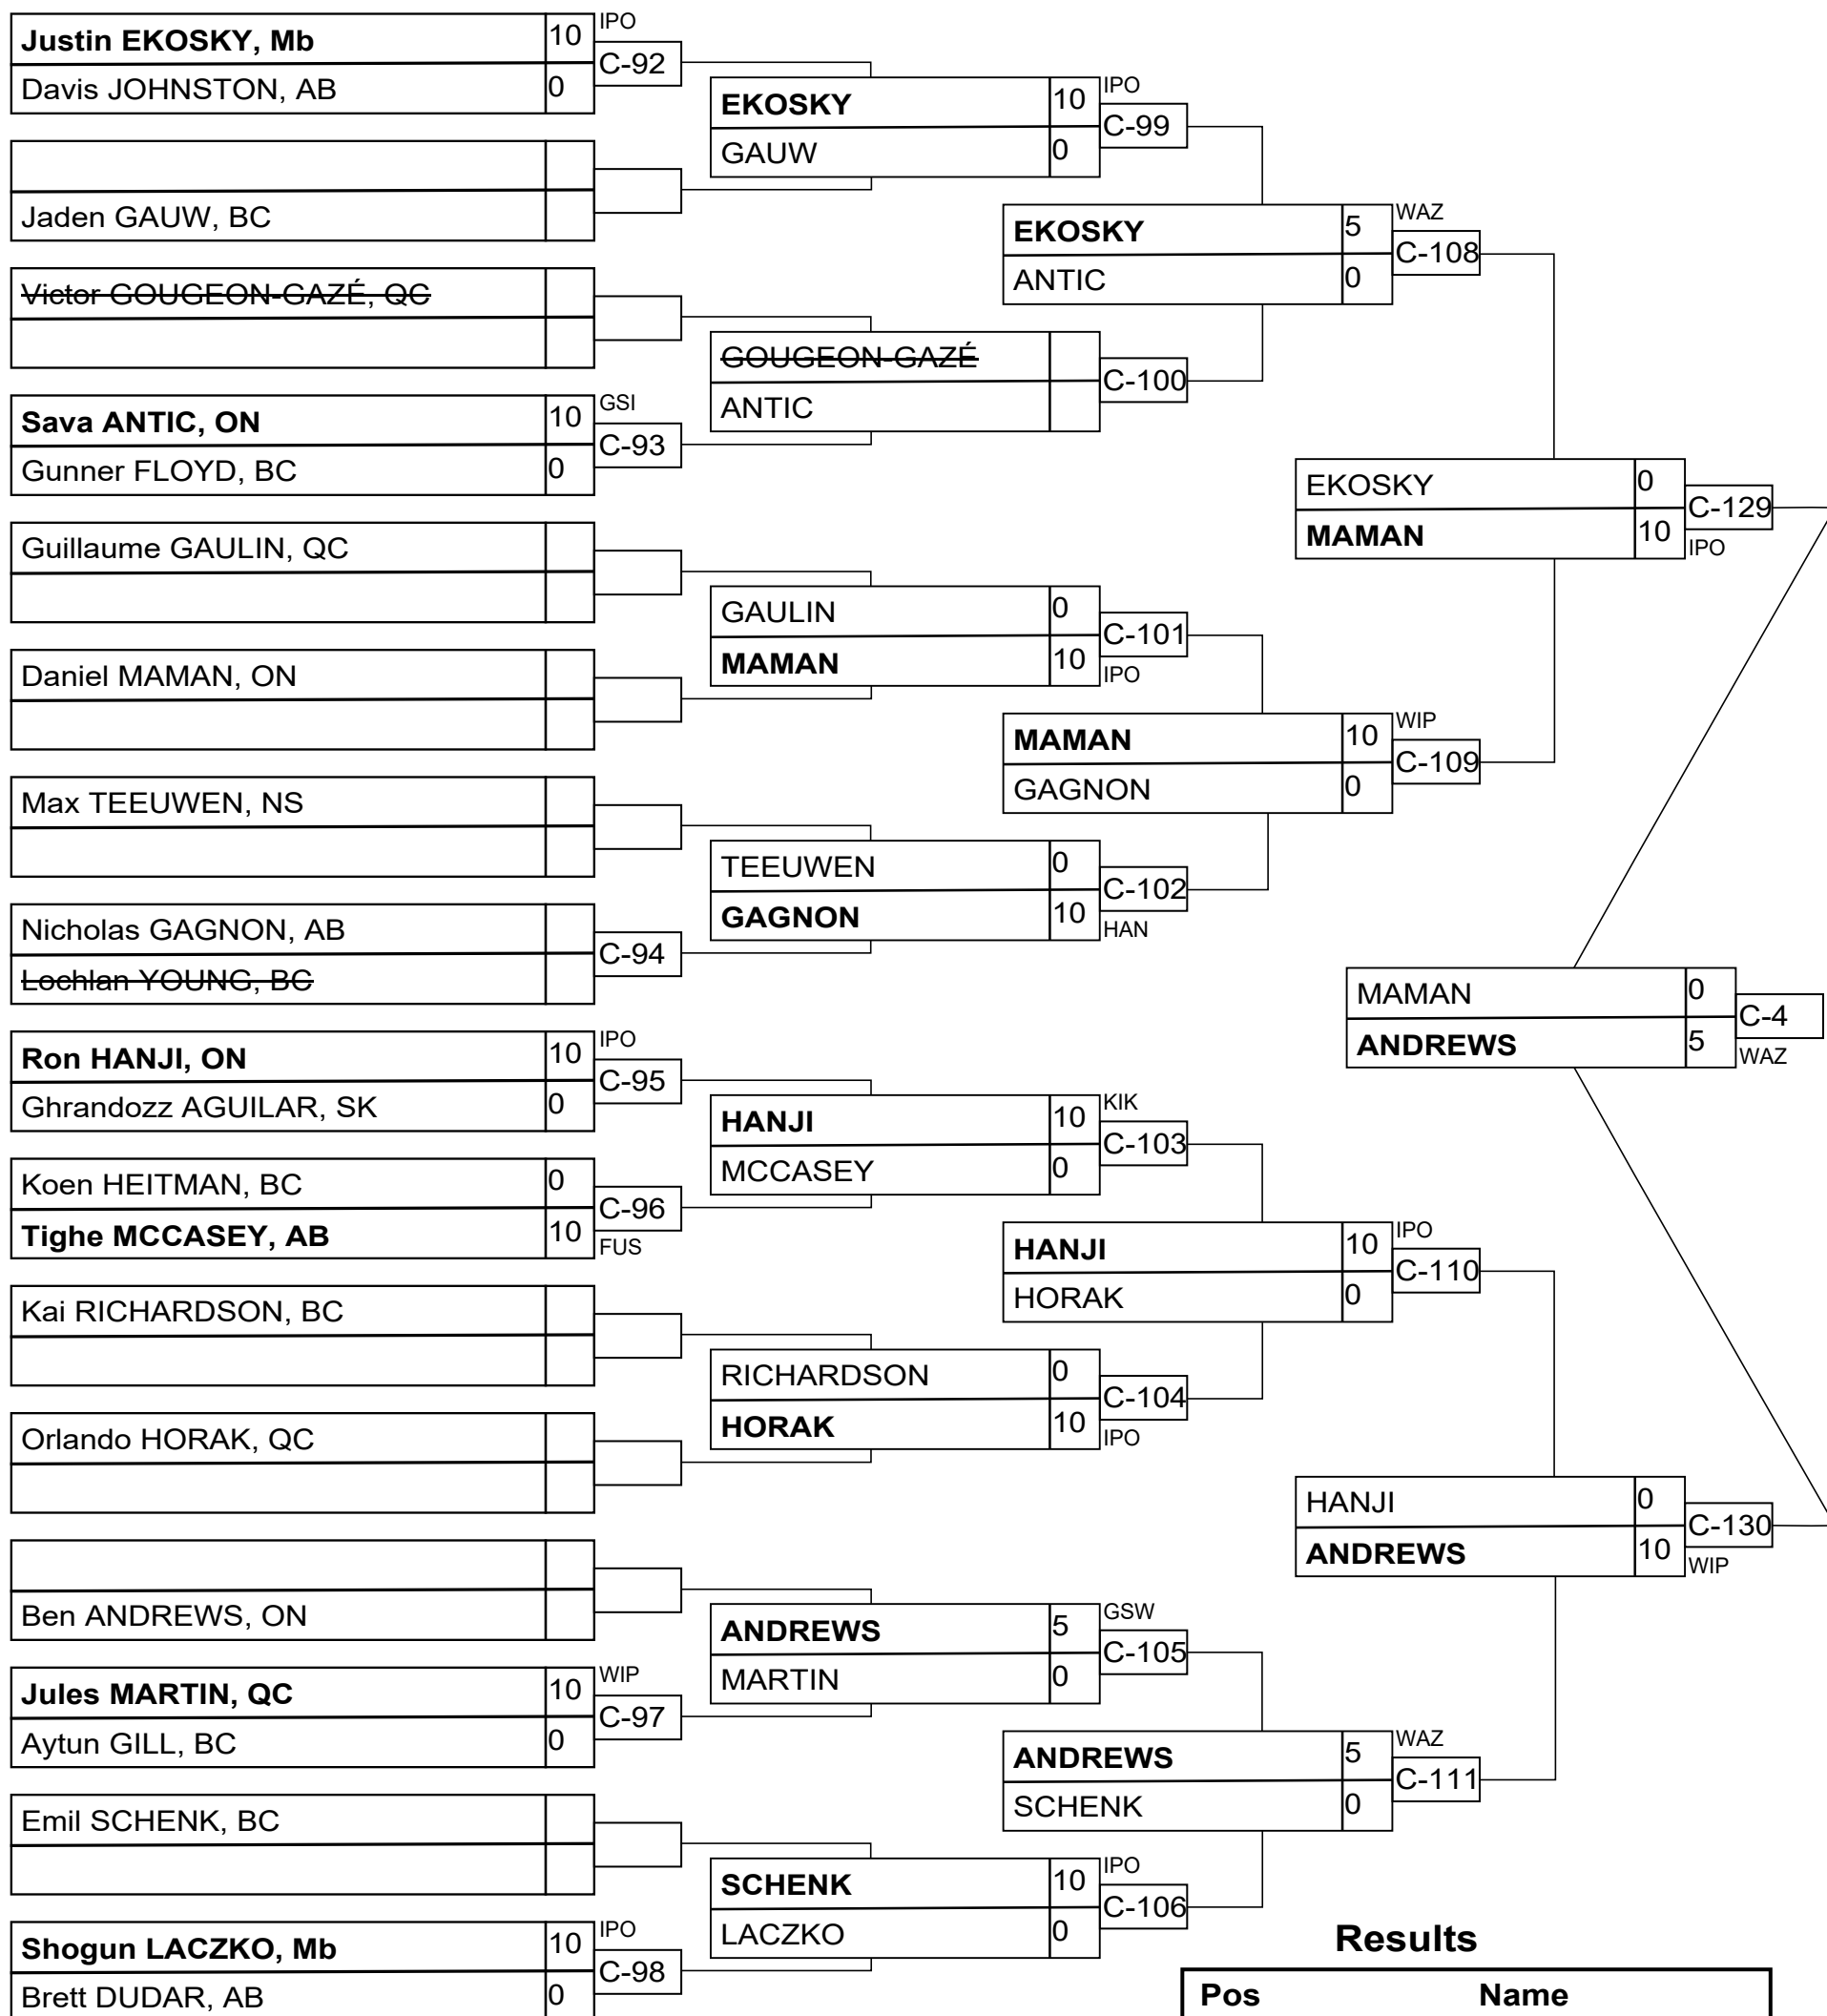 Justin EKOSKY, Mb 10 IPO
C-92
Davis JOHNSTON, AB 0
Jaden GAUW, BC
Victor GOUGEON-GAZÉ, QC
Sava ANTIC, ON 10 GSI
C-93
Gunner FLOYD, BC 0
Guillaume GAULIN, QC
Daniel MAMAN, ON
Max TEEUWEN, NS
Nicholas GAGNON, AB
C-94
Lochlan YOUNG, BC
Ron HANJI, ON 10 IPO
C-95
Ghrandozz AGUILAR, SK 0
Koen HEITMAN, BC 0
C-96
Tighe MCCASEY, AB 10 FUS
Kai RICHARDSON, BC
Orlando HORAK, QC
Ben ANDREWS, ON
Jules MARTIN, QC 10 WIP
C-97
Aytun GILL, BC 0
Emil SCHENK, BC
Shogun LACZKO, Mb 10 IPO
C-98
Brett DUDAR, AB 0
EKOSKY 10 IPO
C-99
GAUW 0
GOUGEON-GAZÉ
C-100
ANTIC
GAULIN 0
C-101
MAMAN 10 IPO
TEEUWEN 0
C-102
GAGNON 10 HAN
HANJI 10 KIK
C-103
MCCASEY 0
RICHARDSON 0
C-104
HORAK 10 IPO
ANDREWS 5 GSW
C-105
MARTIN 0
SCHENK 10 IPO
C-106
LACZKO 0
EKOSKY 5 WAZ
C-108
ANTIC 0
MAMAN 10 WIP
C-109
GAGNON 0
HANJI 10 IPO
C-110
HORAK 0
ANDREWS 5 WAZ
C-111
SCHENK 0
EKOSKY 0
C-129
MAMAN 10 IPO
HANJI 0
C-130
ANDREWS 10 WIP
MAMAN 0
C-4
ANDREWS 5 WAZ
Results
Pos Name